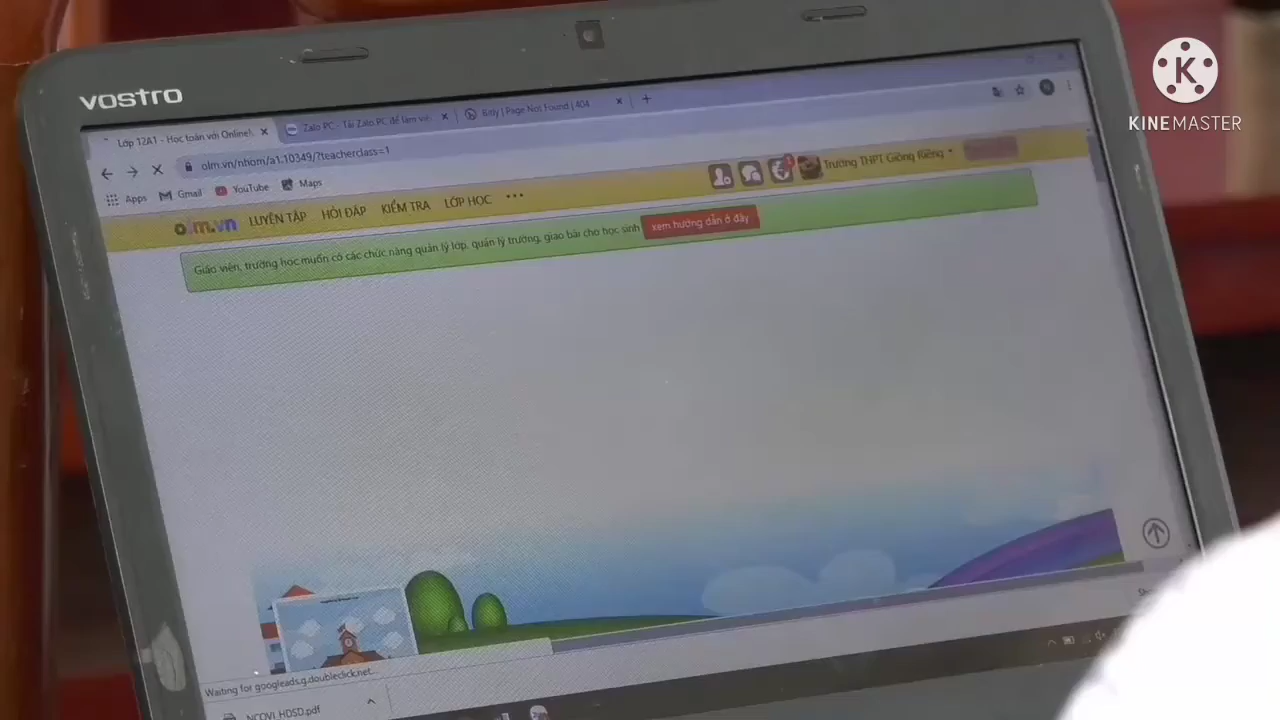 vostro
K
KINEMASTER
Lớp 12A1 - Học toán với Onlinel
Zalo PC - Tải Zalo PC để làm việ
Bitly | Page Not Found | 404
olm.vn/nhom/a1.10349/?teacherclass=1
Apps Gmail YouTube Maps
olm.vn LUYỆN TẬP HỎI ĐÁP KIỂM TRA LỚP HỌC ••• Trường THPT Giồng Riềng
Giáo viên, trường học muốn có các chức năng quản lý lớp, quản lý trường, giao bài cho học sinh xem hướng dẫn ở đây
Waiting for googleads.g.doubleclick.net...
NCOVI_HDSD.pdf